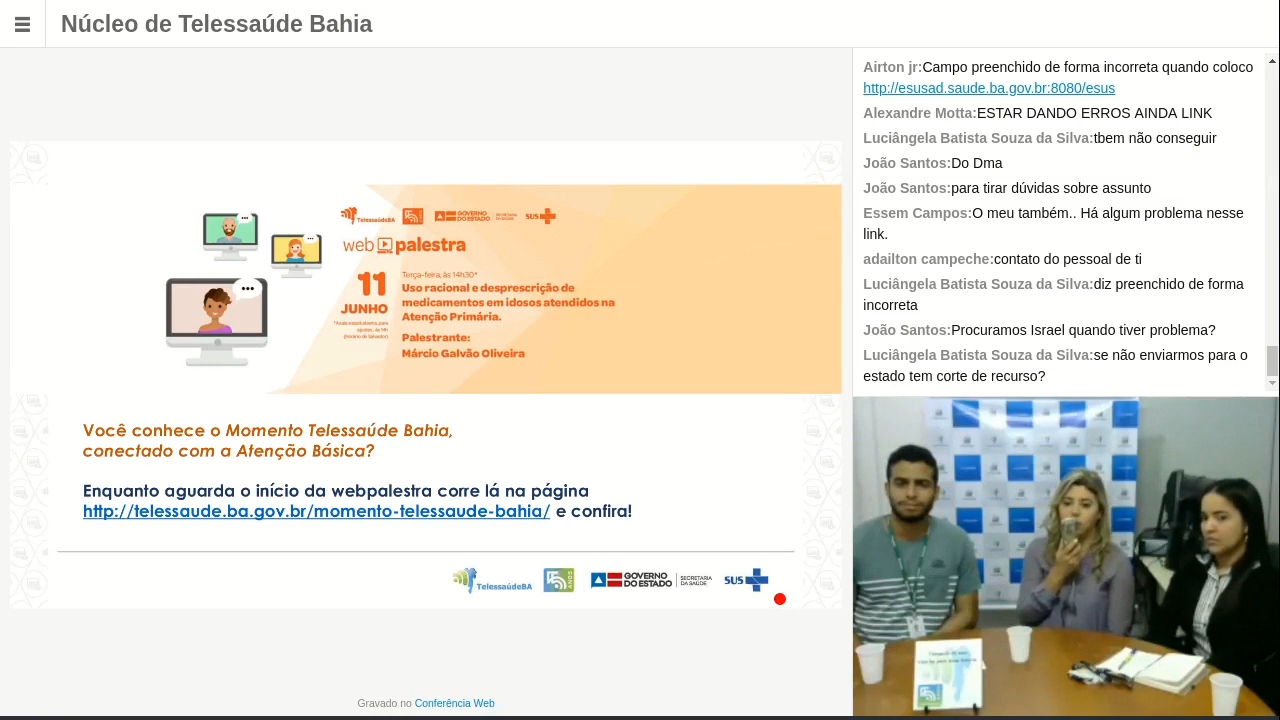 Núcleo de Telessaúde Bahia
TelessaúdeBA
GOVERNO DO ESTADO
SECRETARIA DA SAÚDE
SUS
web palestra
11
JUNHO
Terça-feira, às 14h30*
Uso racional e desprescrição de
medicamentos em idosos atendidos na
Atenção Primária.
Palestrante:
Márcio Galvão Oliveira
Você conhece o Momento Telessaúde Bahia,
conectado com a Atenção Básica?
Enquanto aguarda o início da webpalestra corre lá na página
http://telessaude.ba.gov.br/momento-telessaude-bahia/ e confira!
TelessaúdeBA
GOVERNO
DO ESTADO
SECRETARIA
DA SAÚDE
SUS
Gravado no Conferência Web
Airton jr:Campo preenchido de forma incorreta quando coloco
http://esusad.saude.ba.gov.br:8080/esus
Alexandre Motta:ESTAR DANDO ERROS AINDA LINK
Luciângela Batista Souza da Silva:tbem não conseguir
João Santos:Do Dma
João Santos:para tirar dúvidas sobre assunto
Essem Campos:O meu também.. Há algum problema nesse
link.
adailton campeche:contato do pessoal de ti
Luciângela Batista Souza da Silva:diz preenchido de forma
incorreta
João Santos:Procuramos Israel quando tiver problema?
Luciângela Batista Souza da Silva:se não enviarmos para o
estado tem corte de recurso?